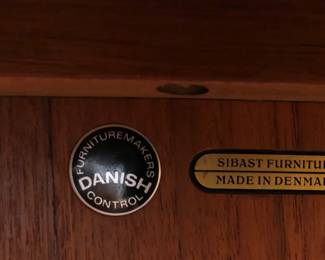 FURNITUREMAKERS
DANISH
CONTROL
SIBAST FURNITU
MADE IN DENMA